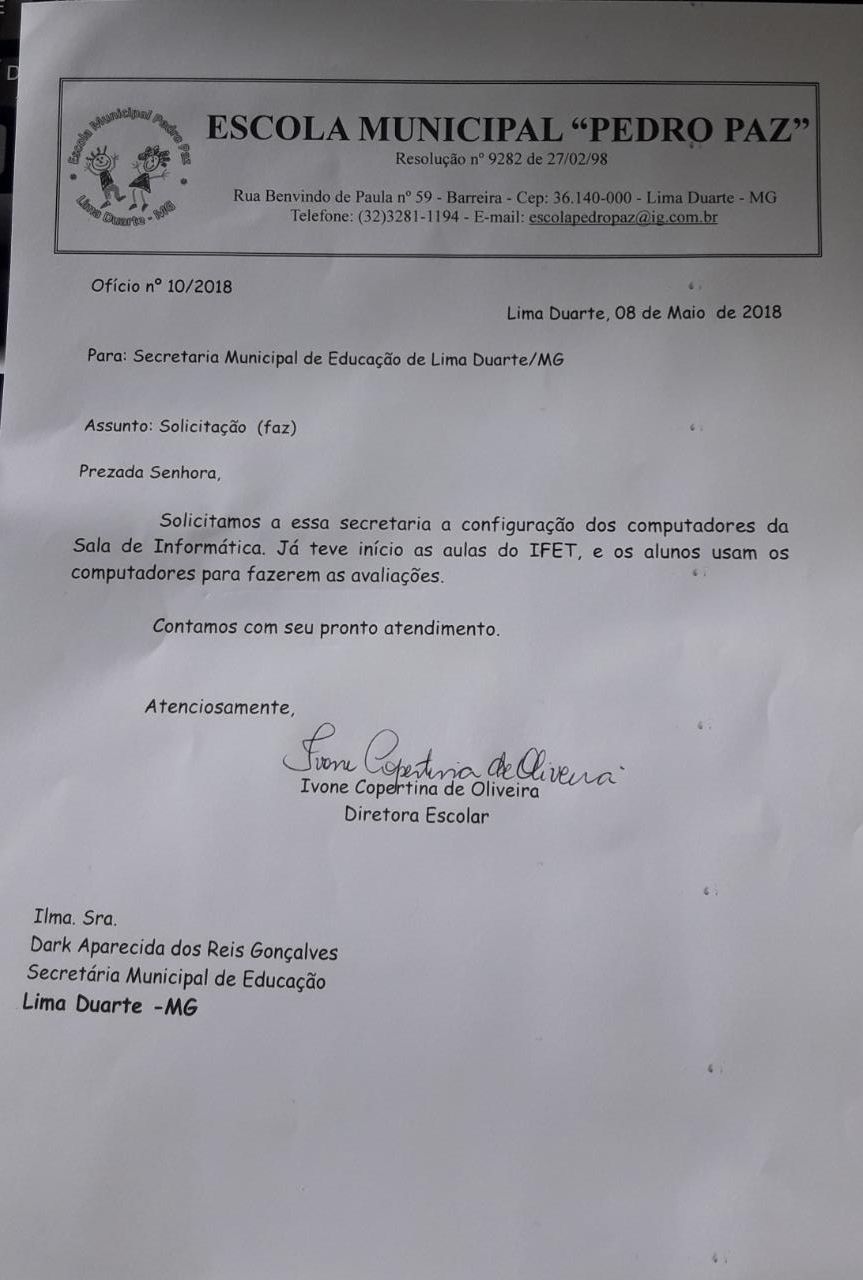 Escola Municipal Pedro Paz
Lima Duarte - MG
ESCOLA MUNICIPAL “PEDRO PAZ”
Resolução nº 9282 de 27/02/98
Rua Benvindo de Paula nº 59 - Barreira - Cep: 36.140-000 - Lima Duarte - MG
Telefone: (32)3281-1194 - E-mail: escolapedropaz@ig.com.br
Ofício nº 10/2018
Lima Duarte, 08 de Maio de 2018
Para: Secretaria Municipal de Educação de Lima Duarte/MG
Assunto: Solicitação (faz)
Prezada Senhora,
Solicitamos a essa secretaria a configuração dos computadores da
Sala de Informática. Já teve início as aulas do IFET, e os alunos usam os
computadores para fazerem as avaliações.
Contamos com seu pronto atendimento.
Atenciosamente,
Ivone Copertina de Oliveira
Ivone Copertina de Oliveira
Diretora Escolar
Ilma. Sra.
Dark Aparecida dos Reis Gonçalves
Secretária Municipal de Educação
Lima Duarte -MG